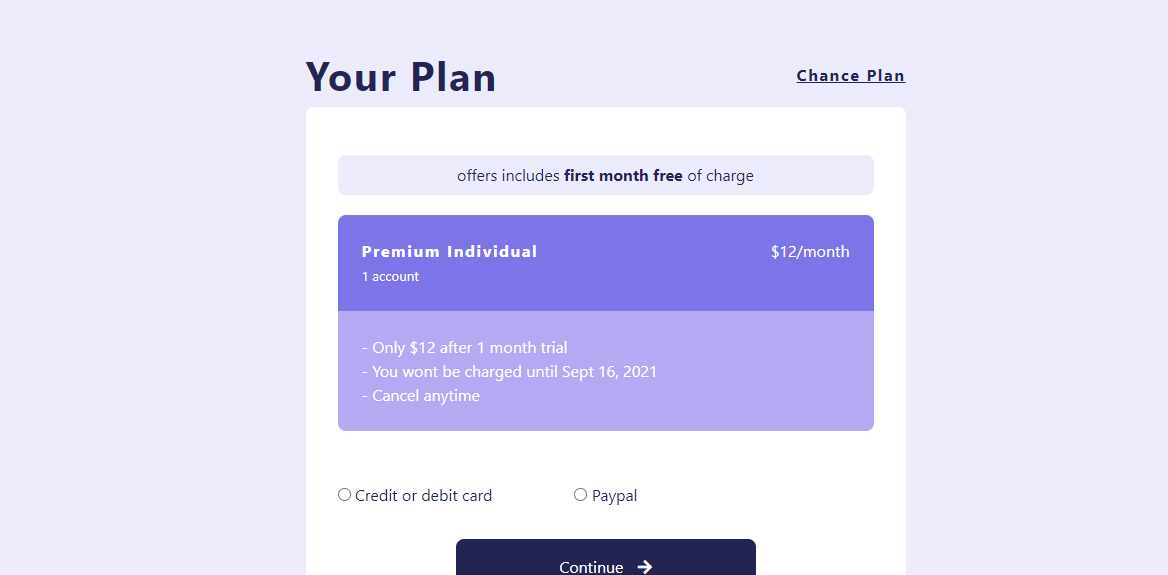 Your Plan
Chance Plan
offers includes first month free of charge
Premium Individual
$12/month
1 account
- Only $12 after 1 month trial
- You wont be charged until Sept 16, 2021
- Cancel anytime
Credit or debit card
Paypal
Continue